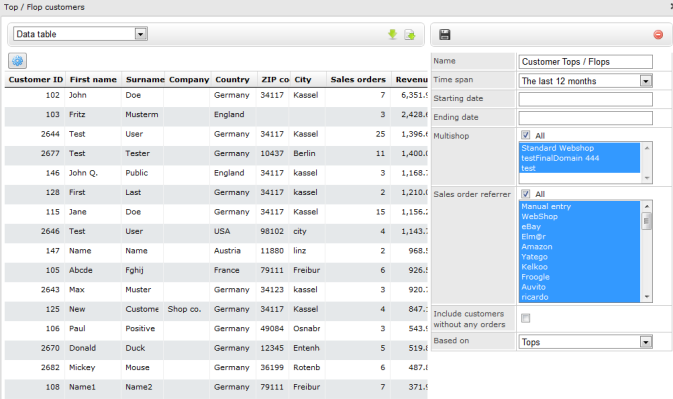 Top / Flop customers
Data table
Customer ID First name Surname Company Country ZIP co City Sales orders Revenu
102 John Doe Germany 34117 Kassel 7 6,351.9
103 Fritz Musterm England 3 2,428.6
2644 Test User Germany 34117 Kassel 25 1,396.6
2677 Test Tester Germany 10437 Berlin 11 1,400.0
146 John Q. Public England 34117 kassel 3 1,168.7
128 First Last Germany 34117 kassel 2 1,210.0
115 Jane Doe Germany 34117 Kassel 15 1,156.2
2646 Test User USA 98102 city 4 1,143.7
147 Name Name Austria 11880 linz 2 968.5
105 Abcde Fghij France 79111 Freibur 6 926.5
2643 Max Muster Germany 34123 kassel 3 920.7
125 New Custome Shop co. Germany 34117 Kassel 4 847.1
106 Paul Positive Germany 49084 Osnabr 3 543.9
2670 Donald Duck Germany 12345 Entenh 5 519.8
2682 Mickey Mouse Germany 36199 Rotenb 6 487.8
108 Name1 Name2 Germany 79111 Freibur 7 371.9
Name Customer Tops / Flops
Time span The last 12 months
Starting date
Ending date
Multishop All
Standard Webshop
testFinalDomain 444
test
Sales order referrer All
Manual entry
WebShop
eBay
Elm@r
Amazon
Yatego
Kelkoo
Froogle
Auvito
ricardo
Include customers
without any orders
Based on Tops